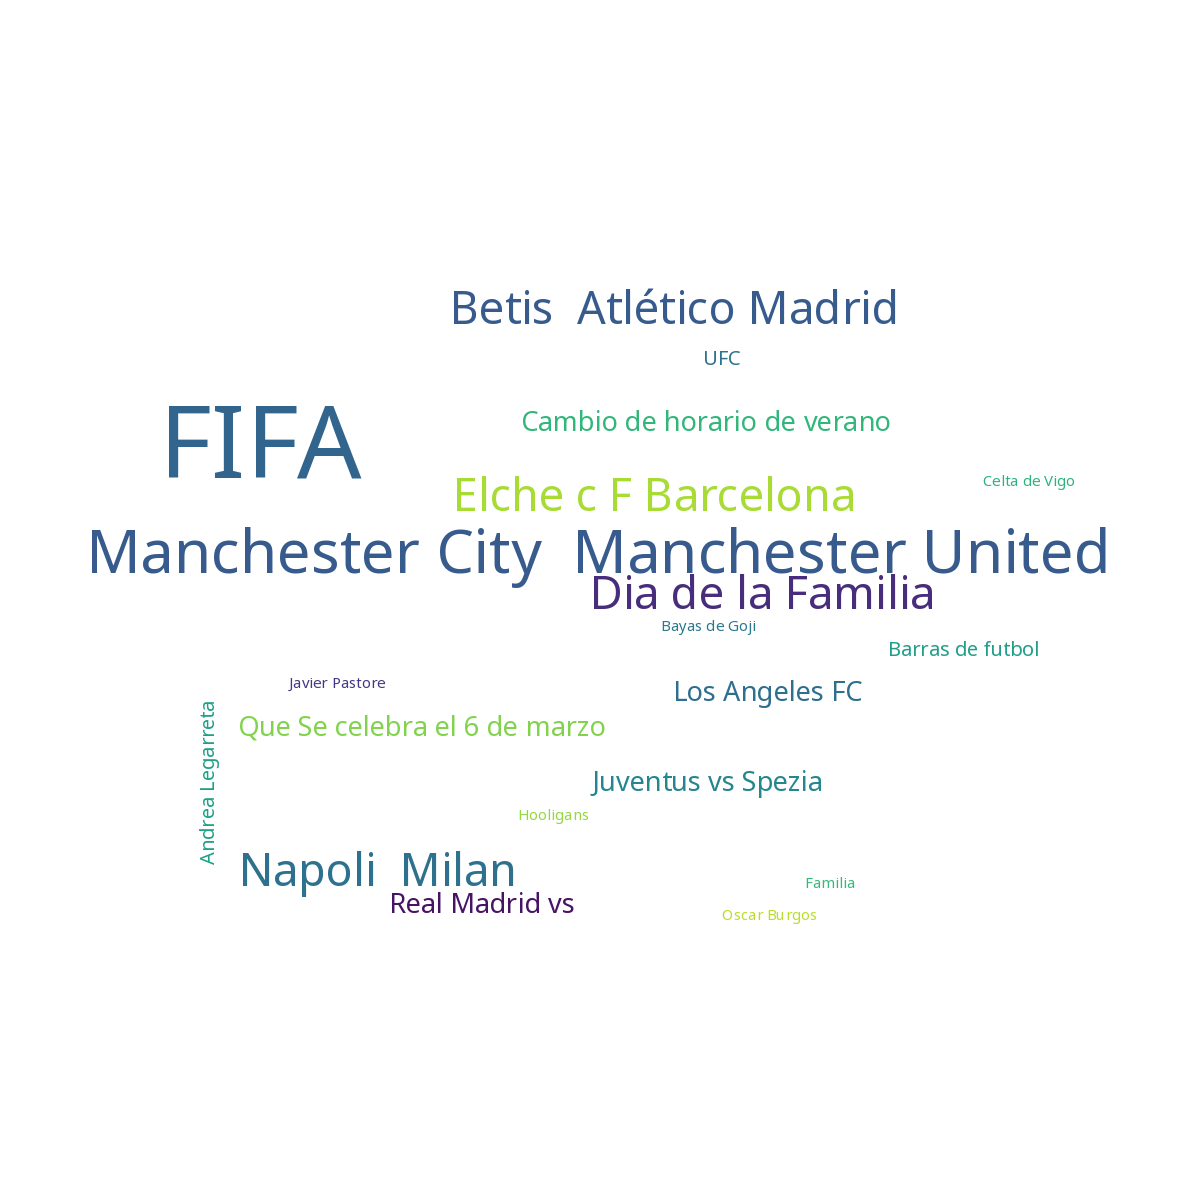 Betis Atlético Madrid
UFC
FIFA
Cambio de horario de verano
Elche c F Barcelona
Celta de Vigo
Manchester City Manchester United
Dia de la Familia
Bayas de Goji
Barras de futbol
Javier Pastore
Los Angeles FC
Andrea Legarreta
Que Se celebra el 6 de marzo
Juventus vs Spezia
Hooligans
Napoli Milan
Familia
Real Madrid vs
Oscar Burgos